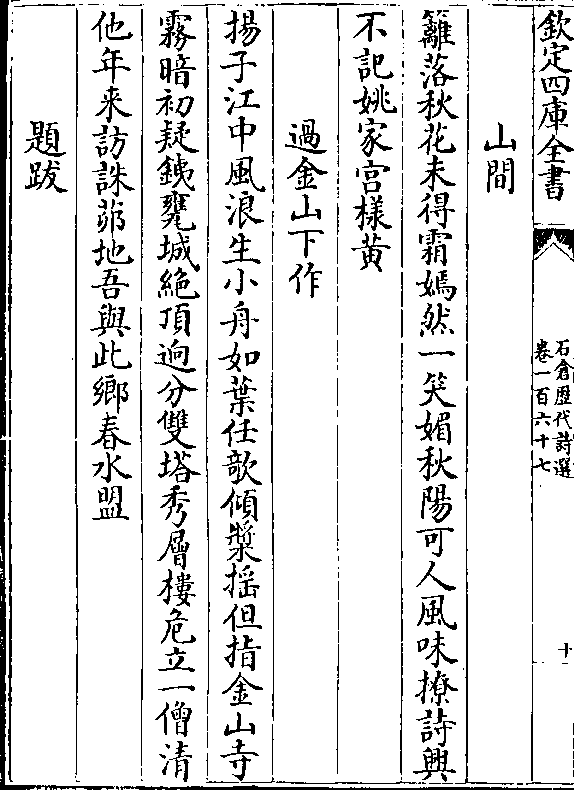 欽定四庫全書
石倉歷代詩選
卷一百六十七
十
山間
籬落秋花未得霜嫣然一笑媚秋陽可人風味撩詩興
不記姚家宫樣黄
過金山下作
揚子江中風浪生小舟如葉任欹傾槳揺但指金山寺
霧暗初疑鐵甕城絶頂逈分雙塔秀層樓危立一僧清
他年来訪誅茆地吾與此鄉春水盟
題跋